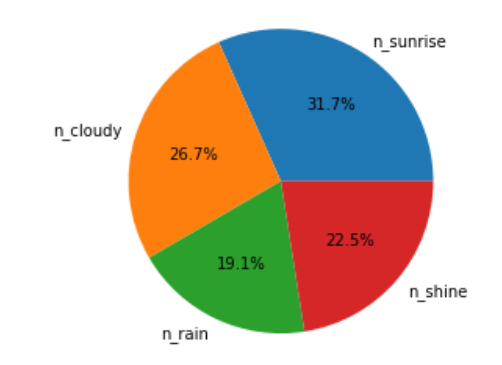 n_sunrise
31.7%
n_cloudy
26.7%
19.1%
n_rain
22.5%
n_shine